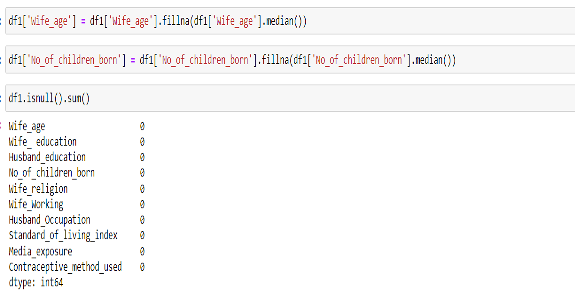 df1['Wife_age'] = df1['Wife_age'].fillna(df1['Wife_age'].median())
df1['No_of_children_born'] = df1['No_of_children_born'].fillna(df1['No_of_children_born'].median())
df1.isnull().sum()
Wife_age 0
Wife_ education 0
Husband_education 0
No_of_children_born 0
Wife_religion 0
Wife_Working 0
Husband_Occupation 0
Standard_of_living_index 0
Media_exposure 0
Contraceptive_method_used 0
dtype: int64